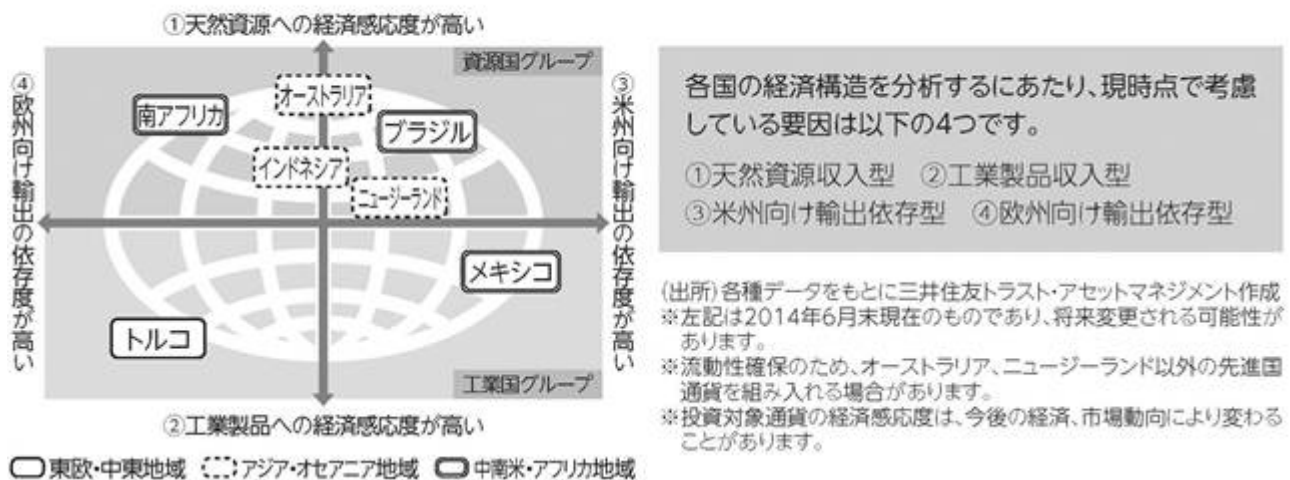 ①天然資源への経済感応度が高い
資源国グループ
④欧州向け輸出の依存度が高い
③米州向け輸出の依存度が高い
オーストラリア
南アフリカ
ブラジル
インドネシア
ニュージーランド
メキシコ
トルコ
工業国グループ
②工業製品への経済感応度が高い
東欧・中東地域 アジア・オセアニア地域 中南米・アフリカ地域
各国の経済構造を分析するにあたり、現時点で考慮
している要因は以下の4つです。
①天然資源収入型 ②工業製品収入型
③米州向け輸出依存型 ④欧州向け輸出依存型
(出所)各種データをもとに三井住友トラスト・アセットマネジメント作成
※左記は2014年6月末現在のものであり、将来変更される可能性が
あります。
※流動性確保のため、オーストラリア、ニュージーランド以外の先進国
通貨を組み入れる場合があります。
※投資対象通貨の経済感応度は、今後の経済、市場動向により変わる
ことがあります。